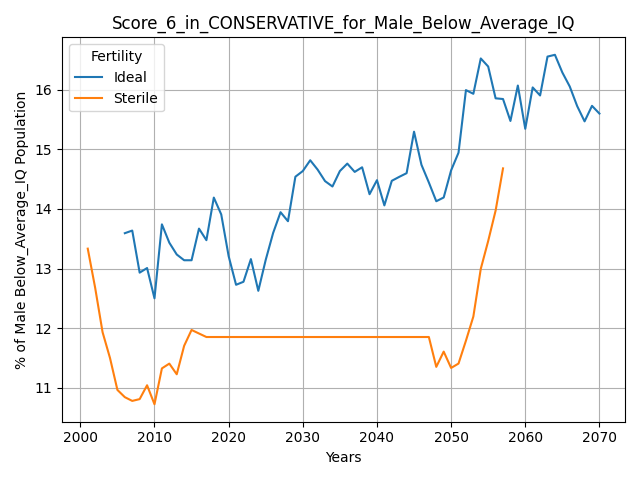 Score_6_in_CONSERVATIVE_for_Male_Below_Average_IQ
Fertility
Ideal
Sterile
% of Male Below_Average_IQ Population
16
15
14
13
12
11
2000 2010 2020 2030 2040 2050 2060 2070
Years